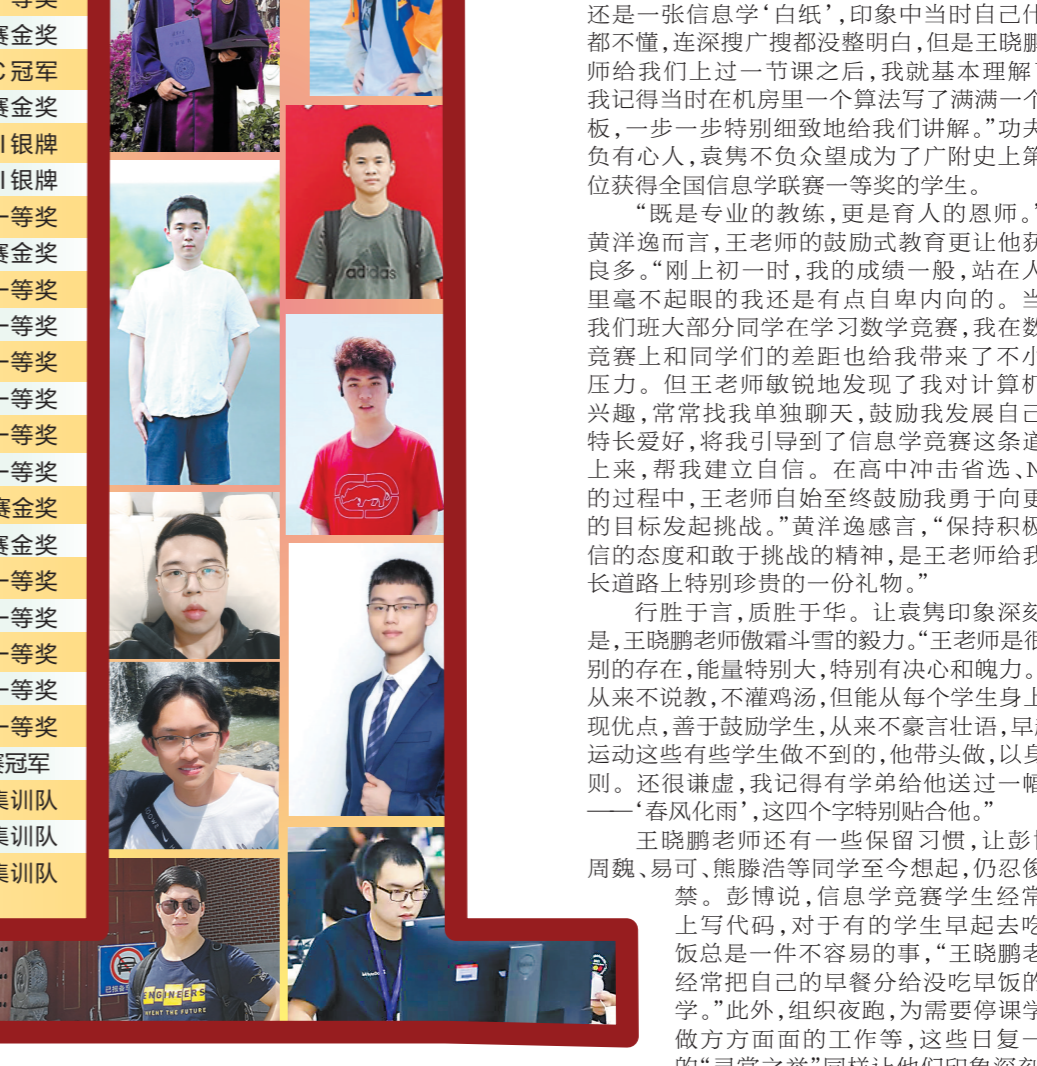 等奖
赛金奖
C冠军
赛金奖
银牌
银牌
一等奖
赛金奖
一等奖
一等奖
一等奖
一等奖
一等奖
一等奖
赛金奖
赛金奖
一等奖
一等奖
一等奖
一等奖
一等奖
赛冠军
集训队
集训队
集训队
adidas
ENGINEERS
INVENT THE FUTURE
还是一张信息学‘白纸’,印象中当时自己什
都不懂,连深搜广搜都没整明白,但是王晓鹏
师给我们上过一节课之后,我就基本理解了
我记得当时在机房里一个算法写了满满一个
板,一步一步特别细致地给我们讲解。”功夫
负有心人,袁隽不负众望成为了广附史上第
位获得全国信息学联赛一等奖的学生。
“既是专业的教练,更是育人的恩师。”
黄洋逸而言,王老师的鼓励式教育更让他获
良多。“刚上初一时,我的成绩一般,站在人
里毫不起眼的我还是有点自卑内向的。当
我们班大部分同学在学习数学竞赛,我在数
竞赛上和同学们的差距也给我带来了不小
压力。但王老师敏锐地发现了我对计算机
兴趣,常常找我单独聊天,鼓励我发展自己
特长爱好,将我引导到了信息学竞赛这条道
上来,帮我建立自信。在高中冲击省选、N
的过程中,王老师自始至终鼓励我勇于向更
的目标发起挑战。”黄洋逸感言,“保持积极
信的态度和敢于挑战的精神,是王老师给我
长道路上特别珍贵的一份礼物。”
行胜于言,质胜于华。让袁隽印象深刻
是,王晓鹏老师傲霜斗雪的毅力。“王老师是很
别的存在,能量特别大,特别有决心和魄力。
从来不说教,不灌鸡汤,但能从每个学生身上
现优点,善于鼓励学生,从来不豪言壮语,早起
运动这些有些学生做不到的,他带头做,以身
则。还很谦虚,我记得有学弟给他送过一幅
——‘春风化雨’,这四个字特别贴合他。”
王晓鹏老师还有一些保留习惯,让彭博
周魏、易可、熊滕浩等同学至今想起,仍忍俊
禁。彭博说,信息学竞赛学生经常
上写代码,对于有的学生早起去吃
饭总是一件不容易的事,“王晓鹏老
经常把自己的早餐分给没吃早饭的
学。”此外,组织夜跑,为需要停课学
做方方面面的工作等,这些日复一
的“寻常之举”同样让他们印象深刻